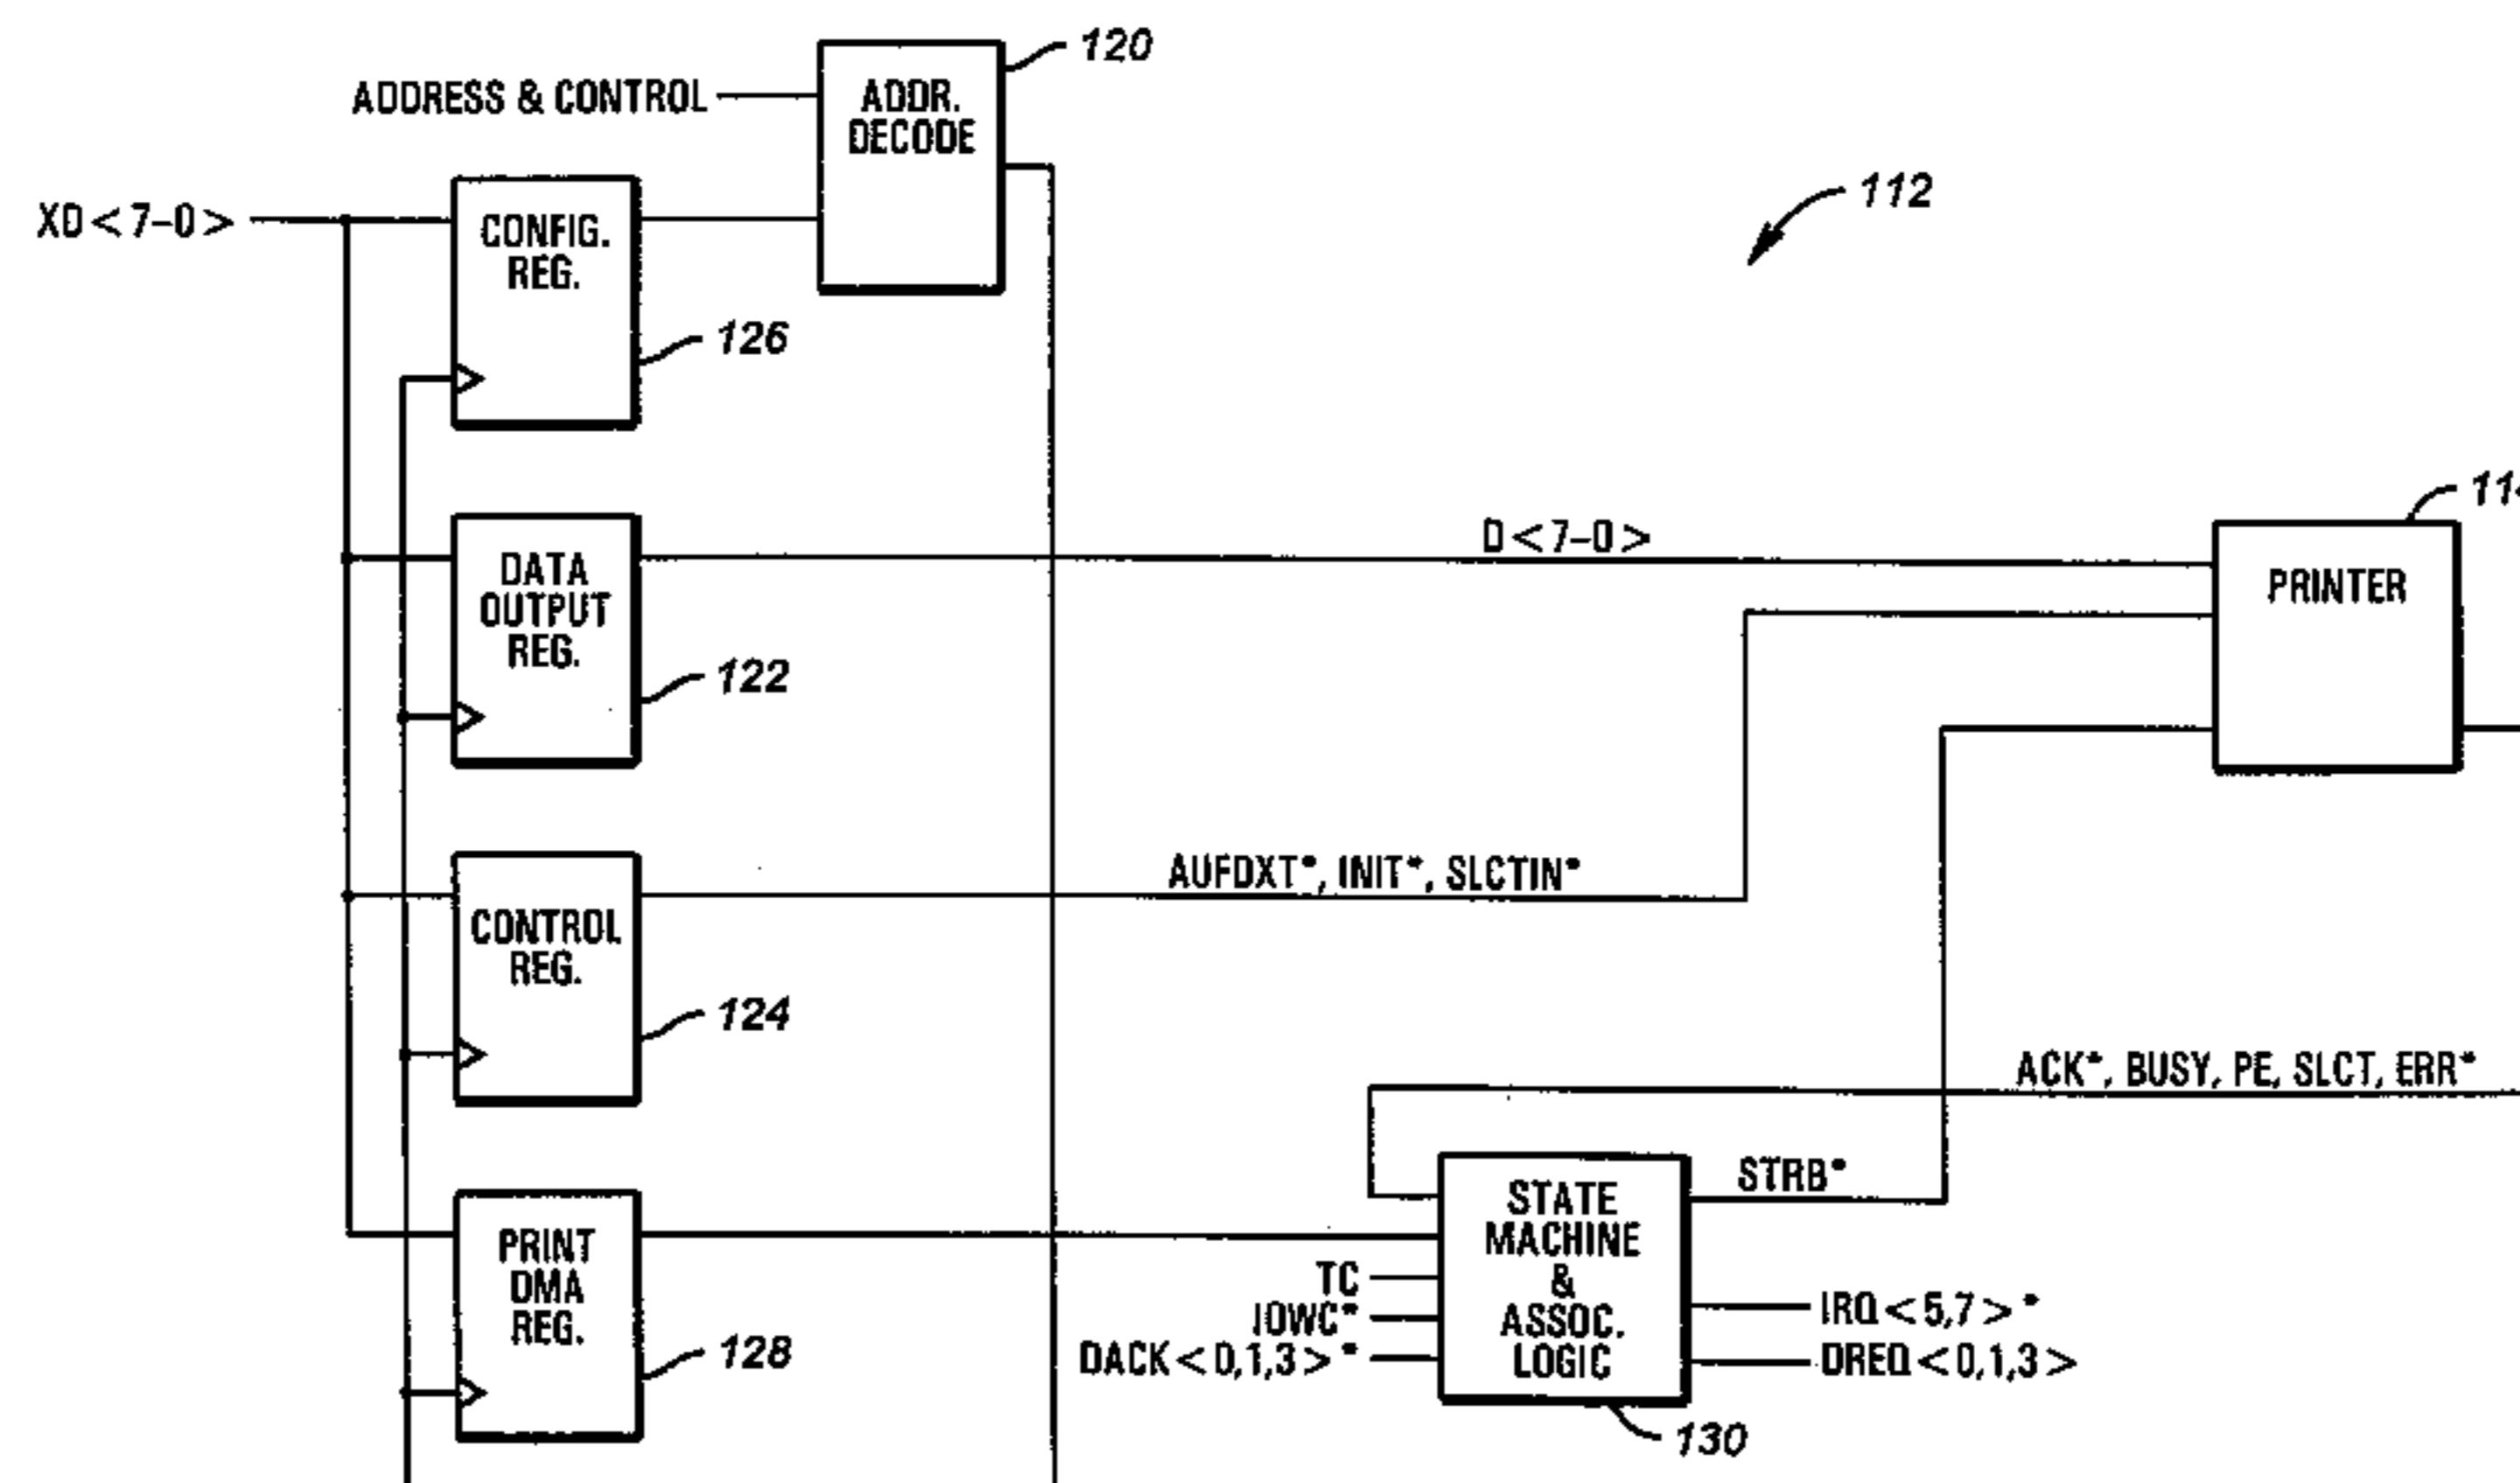 120
ADDRESS & CONTROL
ADDR.
DECODE
112
XD<7-0>
CONFIG.
REG.
126
D<7-0>
DATA
OUTPUT
REG.
122
PRINTER
AUFDXT*, INIT*, SLCTIN*
CONTROL
REG.
124
ACK*, BUSY, PE, SLCT, ERR*
STRB*
STATE
MACHINE
&
ASSOC.
LOGIC
PRINT
DMA
REG.
128
TC
IOWC*
DACK<0,1,3>*
IRQ<5,7>*
DREQ<0,1,3>
130